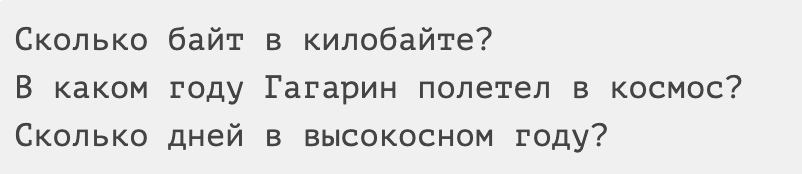 Сколько байт в килобайте?
В каком году Гагарин полетел в космос?
Сколько дней в высокосном году?